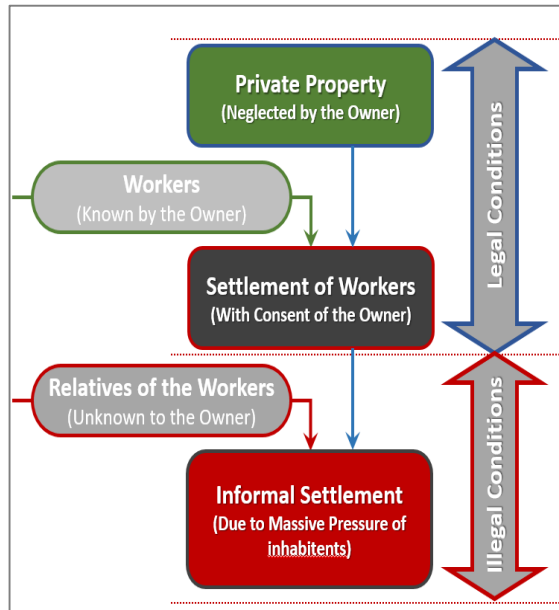 Private Property
(Neglected by the Owner)
Workers
(Known by the Owner)
Settlement of Workers
(With Consent of the Owner)
Relatives of the Workers
(Unknown to the Owner)
Informal Settlement
(Due to Massive Pressure of
inhabitents)
Legal Conditions
Illegal Conditions